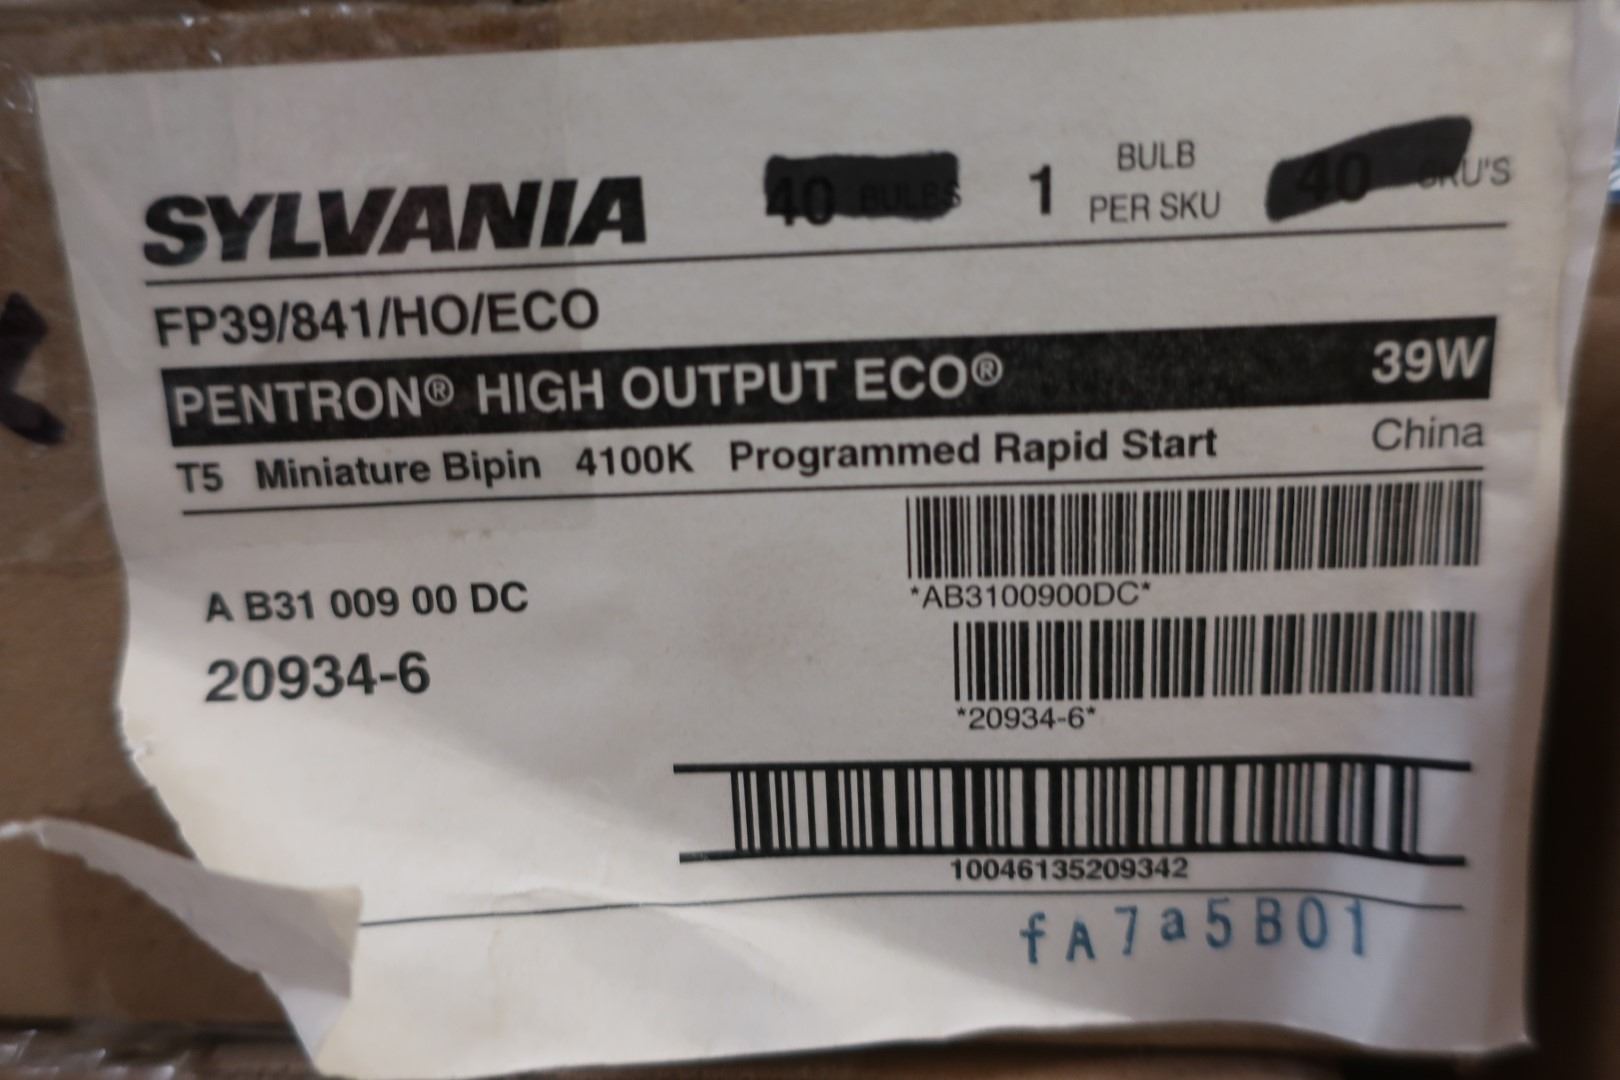 SYLVANIA 40 BULBS 1 BULB PER SKU 40 SKU'S
FP39/841/HO/ECO
PENTRON® HIGH OUTPUT ECO® 39W
T5 Miniature Bipin 4100K Programmed Rapid Start China
*AB3100900DC*
A B31 009 00 DC
20934-6
*20934-6*
10046135209342
fA7a5B01